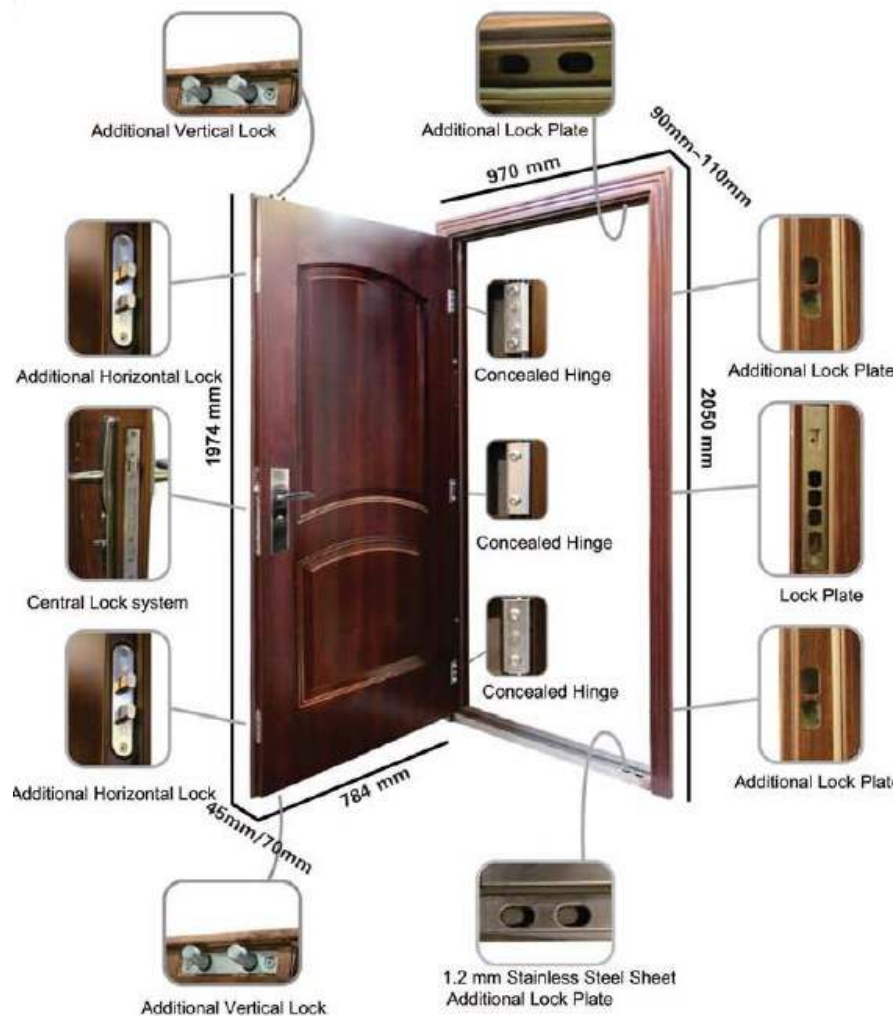 Additional Vertical Lock
Additional Lock Plate
90mm~110mm
970 mm
Additional Horizontal Lock
Concealed Hinge
Additional Lock Plate
1974 mm
2050 mm
Central Lock system
Concealed Hinge
Lock Plate
Additional Horizontal Lock
Concealed Hinge
Additional Lock Plate
784 mm
45mm/70mm
Additional Vertical Lock
1.2 mm Stainless Steel Sheet
Additional Lock Plate